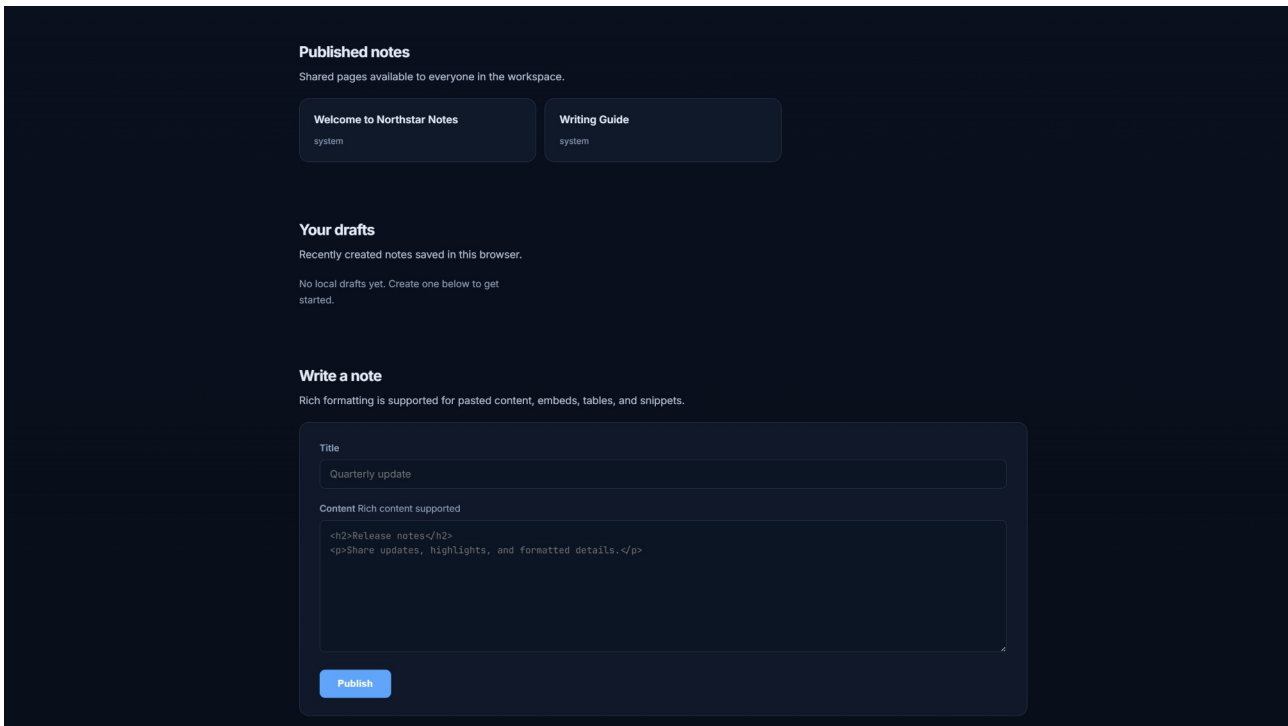 Published notes
Shared pages available to everyone in the workspace.
Welcome to Northstar Notes
system
Writing Guide
system
Your drafts
Recently created notes saved in this browser.
No local drafts yet. Create one below to get
started.
Write a note
Rich formatting is supported for pasted content, embeds, tables, and snippets.
Title
Quarterly update
Content Rich content supported
<h2>Release notes</h2>
<p>Share updates, highlights, and formatted details.</p>
Publish